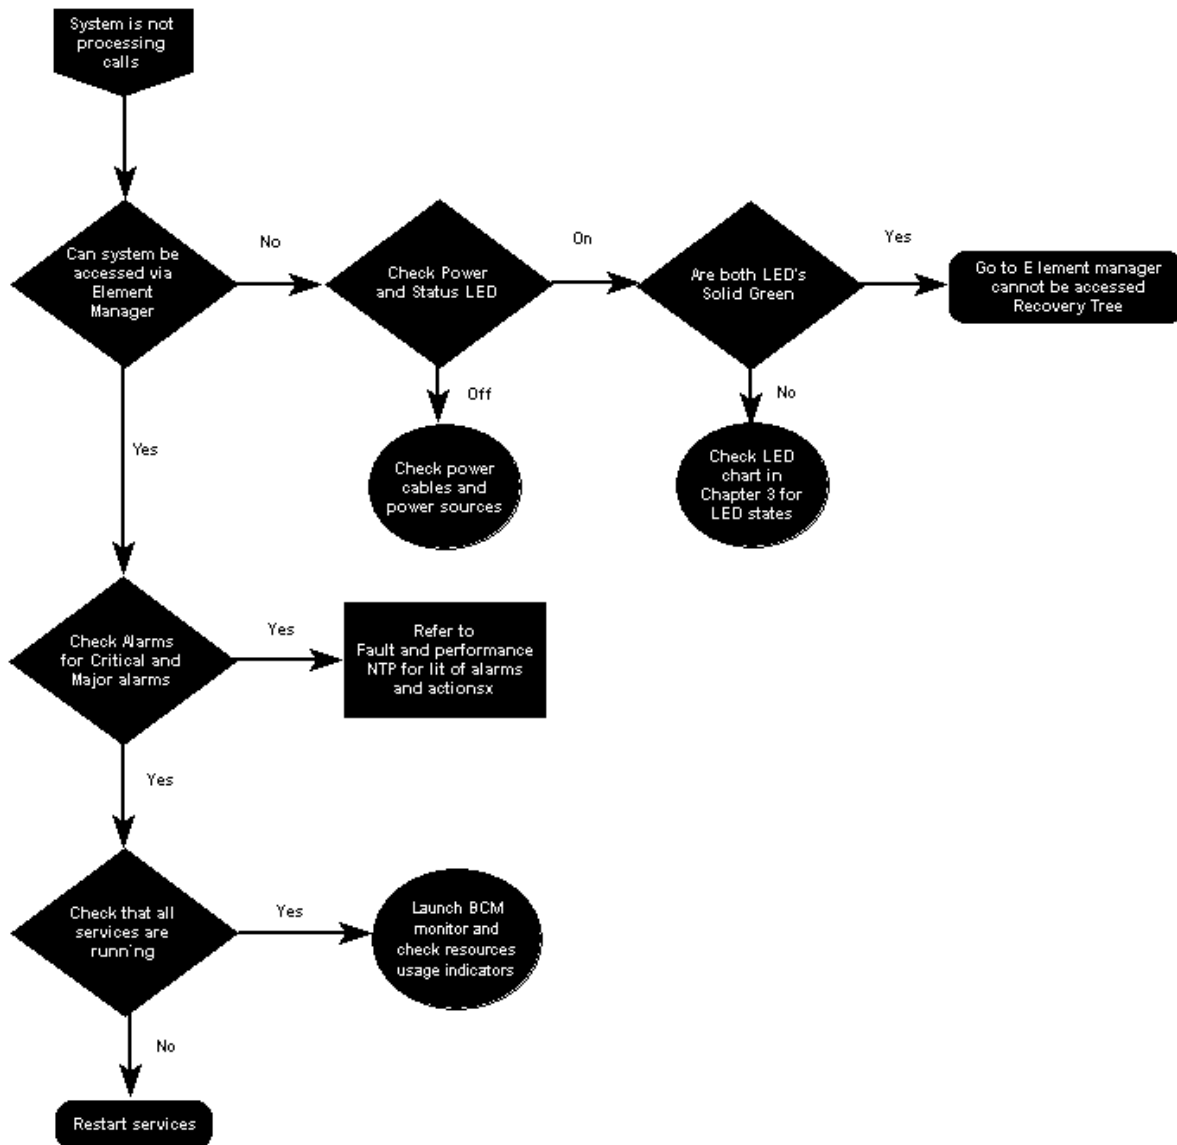 System is not
processing
calls
Can system be
accessed via
Element
Manager
No
Check Power
and Status LED
On
Are both LED's
Solid Green
Yes
Go to E lement manager
cannot be accessed
Recovery Tree
Off
No
Yes
Check power
cables and
power sources
Check LED
chart in
Chapter 3 for
LED states
Check Alarms
for Critical and
Major alarms
Yes
Refer to
Fault and performance
NTP for lit of alarms
and actionsx
Yes
Check that all
services are
running
Yes
Launch BCM
monitor and
check resources
usage indicators
No
Restart services